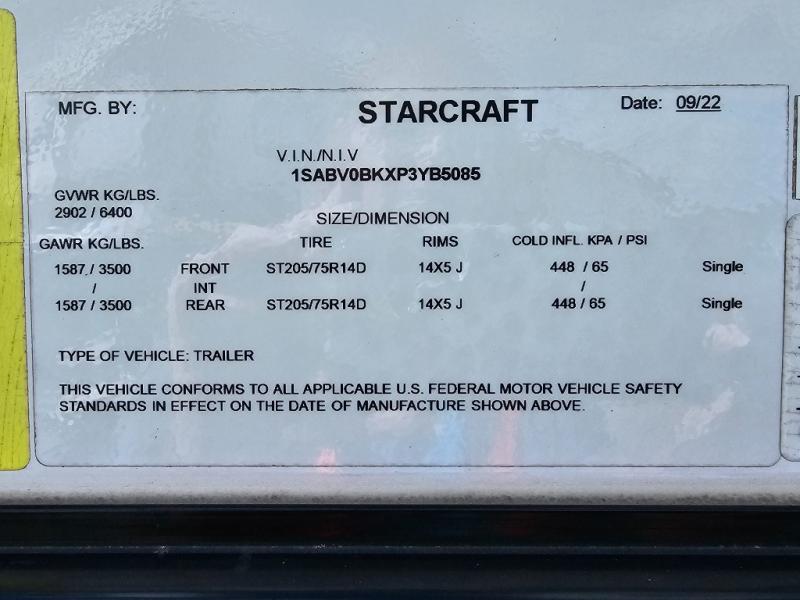 MFG. BY: STARCRAFT Date: 09/22
V.I.N./N.I.V
1SABV0BKXP3YB5085
GVWR KG/LBS.
2902 / 6400
SIZE/DIMENSION
GAWR KG/LBS. TIRE RIMS COLD INFL. KPA / PSI
1587 / 3500 FRONT ST205/75R14D 14X5 J 448 / 65 Single
/ INT /
1587 / 3500 REAR ST205/75R14D 14X5 J 448 / 65 Single
TYPE OF VEHICLE: TRAILER
THIS VEHICLE CONFORMS TO ALL APPLICABLE U.S. FEDERAL MOTOR VEHICLE SAFETY
STANDARDS IN EFFECT ON THE DATE OF MANUFACTURE SHOWN ABOVE.